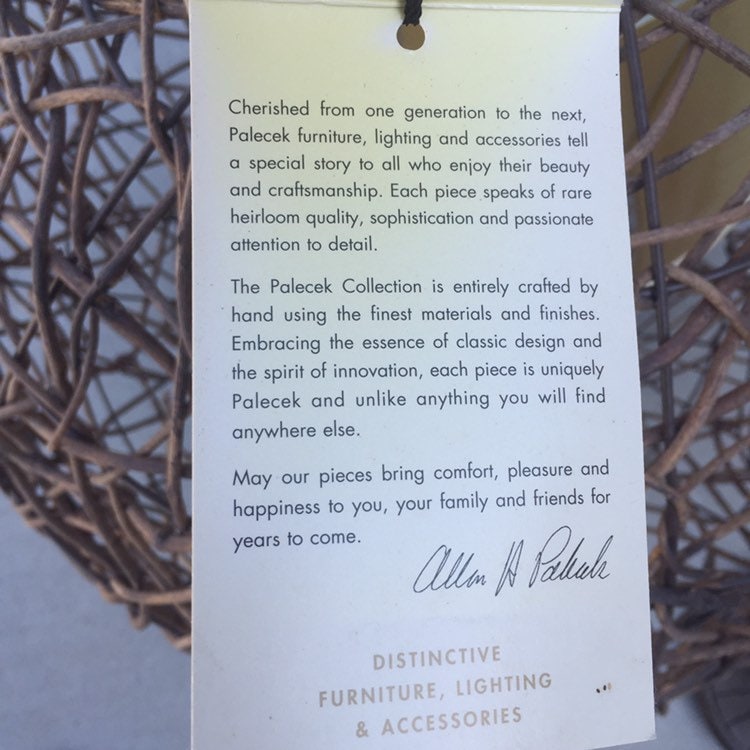 Cherished from one generation to the next,
Palecek furniture, lighting and accessories tell
a special story to all who enjoy their beauty
and craftsmanship. Each piece speaks of rare
heirloom quality, sophistication and passionate
attention to detail.
The Palecek Collection is entirely crafted by
hand using the finest materials and finishes.
Embracing the essence of classic design and
the spirit of innovation, each piece is uniquely
Palecek and unlike anything you will find
anywhere else.
May our pieces bring comfort, pleasure and
happiness to you, your family and friends for
years to come.
Allan H Palecek
DISTINCTIVE
FURNITURE, LIGHTING
& ACCESSORIES